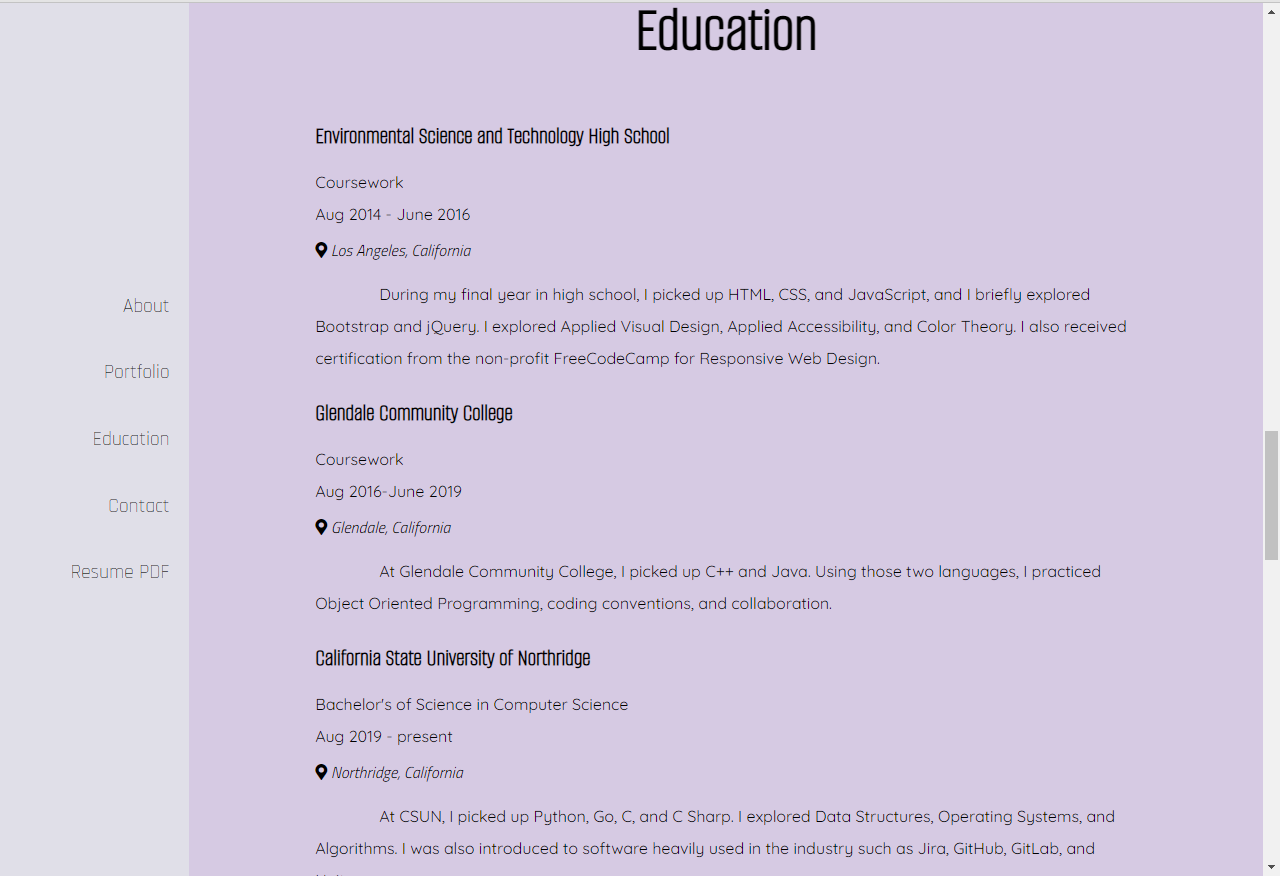 Education
Environmental Science and Technology High School
Coursework
Aug 2014 - June 2016
Los Angeles, California
During my final year in high school, I picked up HTML, CSS, and JavaScript, and I briefly explored
Bootstrap and jQuery. I explored Applied Visual Design, Applied Accessibility, and Color Theory. I also received
certification from the non-profit FreeCodeCamp for Responsive Web Design.
Glendale Community College
Coursework
Aug 2016-June 2019
Glendale, California
At Glendale Community College, I picked up C++ and Java. Using those two languages, I practiced
Object Oriented Programming, coding conventions, and collaboration.
California State University of Northridge
Bachelor's of Science in Computer Science
Aug 2019 - present
Northridge, California
At CSUN, I picked up Python, Go, C, and C Sharp. I explored Data Structures, Operating Systems, and
Algorithms. I was also introduced to software heavily used in the industry such as Jira, GitHub, GitLab, and
About
Portfolio
Education
Contact
Resume PDF